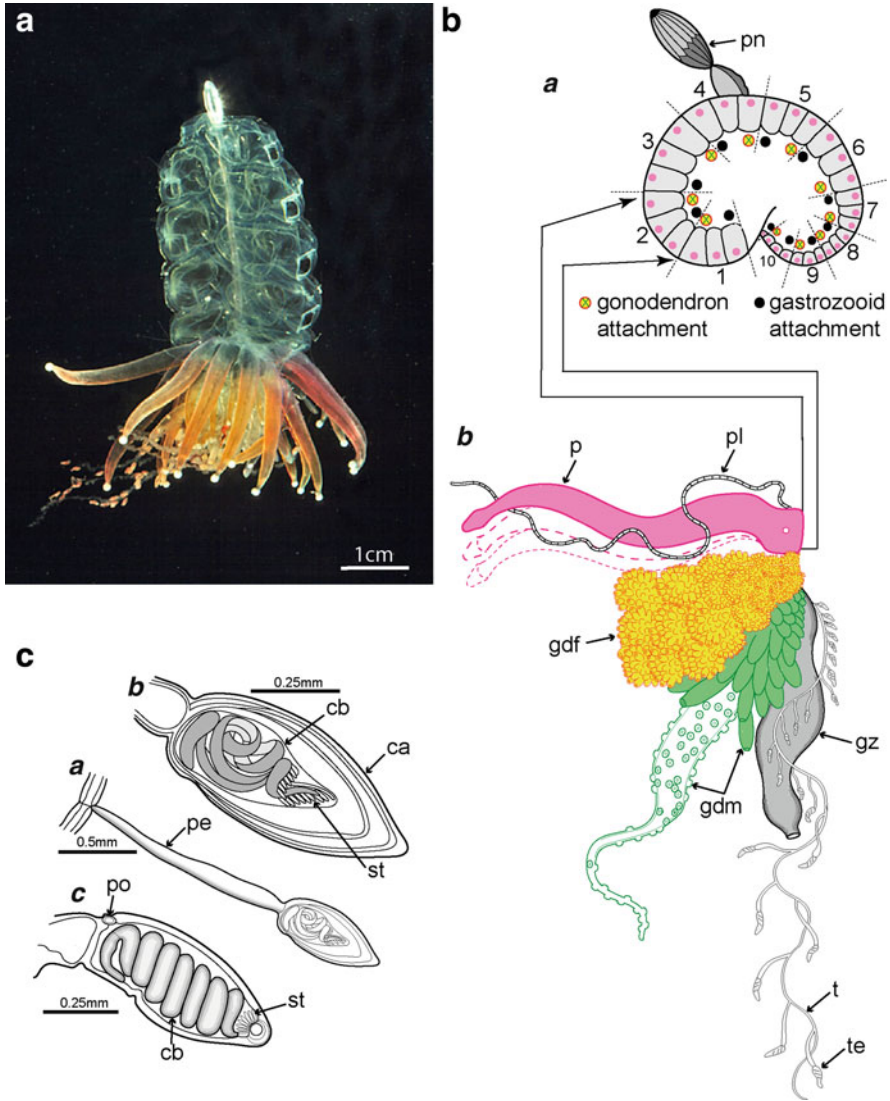 a
1cm
b
a
pn
4
5
3
6
2
7
8
1
10
9
gonodendron attachment
gastrozooid attachment
b
p
pl
gdf
gdm
gz
t
te
c
b
0.25mm
cb
ca
st
a
pe
0.5mm
c
po
st
0.25mm
cb